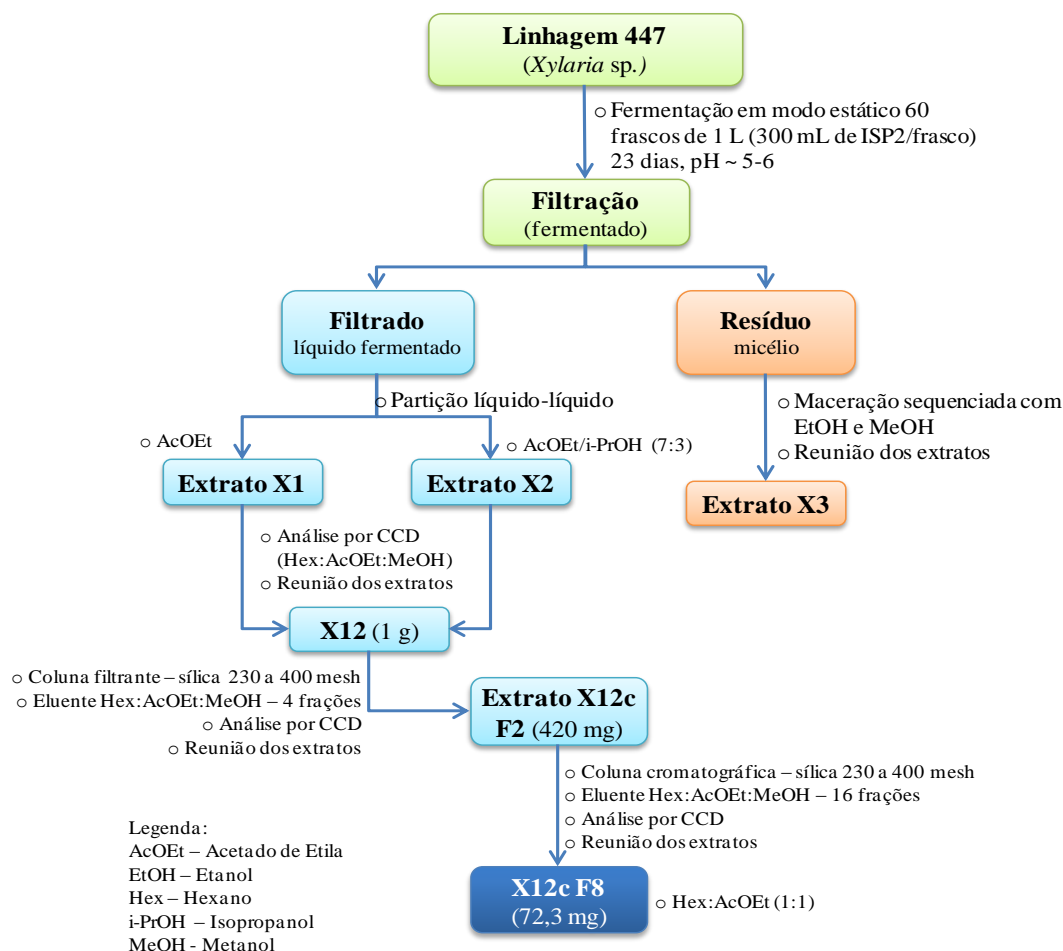 Linhagem 447
(Xylaria sp.)
o Fermentação em modo estático 60
frascos de 1 L (300 mL de ISP2/frasco)
23 dias, pH ~ 5-6
Filtração
(fermentado)
Filtrado
líquido fermentado
Resíduo
micélio
o Partição líquido-líquido
o Maceração sequenciada com
EtOH e MeOH
o Reunião dos extratos
o AcOEt
o AcOEt/i-PrOH (7:3)
Extrato X1
Extrato X2
Extrato X3
o Análise por CCD
(Hex:AcOEt:MeOH)
o Reunião dos extratos
X12 (1 g)
o Coluna filtrante – sílica 230 a 400 mesh
o Eluente Hex:AcOEt:MeOH – 4 frações
o Análise por CCD
o Reunião dos extratos
Extrato X12c
F2 (420 mg)
o Coluna cromatográfica – sílica 230 a 400 mesh
o Eluente Hex:AcOEt:MeOH – 16 frações
o Análise por CCD
o Reunião dos extratos
X12c F8
(72,3 mg)
o Hex:AcOEt (1:1)
Legenda:
AcOEt – Acetado de Etila
EtOH – Etanol
Hex – Hexano
i-PrOH – Isopropanol
MeOH - Metanol